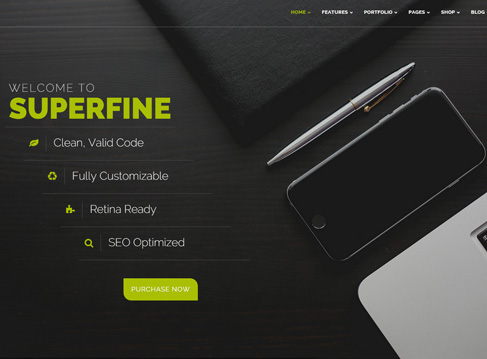 HOME FEATURES PORTFOLIO PAGES SHOP BLOG
WELCOME TO
SUPERFINE
Clean, Valid Code
Fully Customizable
Retina Ready
SEO Optimized
PURCHASE NOW